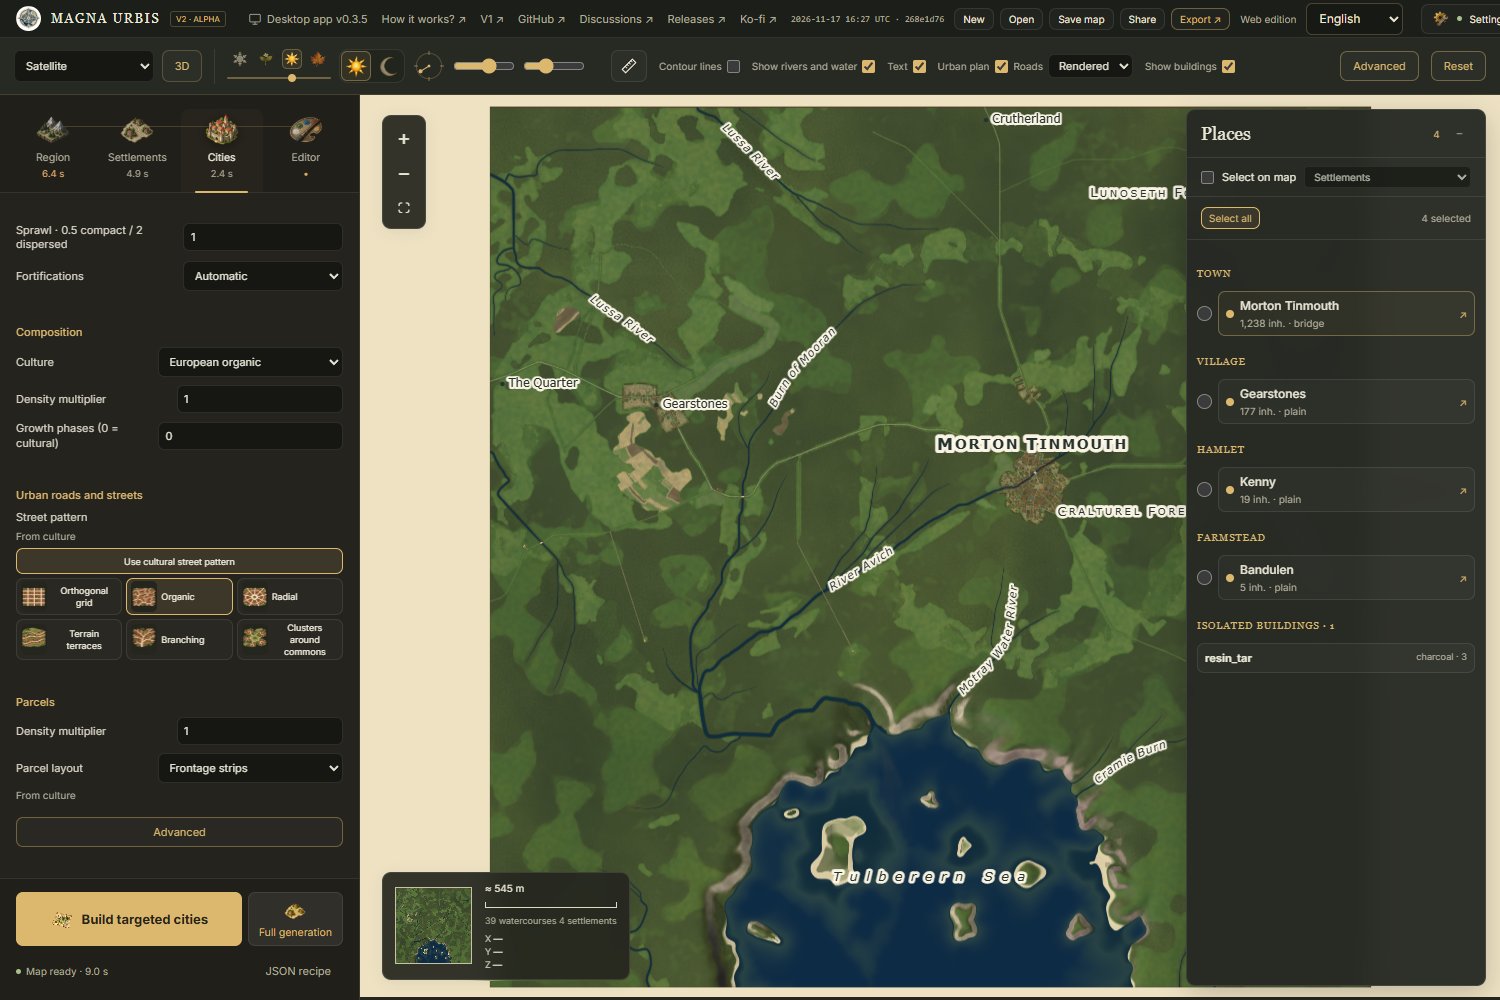 MAGNA URBIS
V2 · ALPHA
Desktop app v0.3.5
How it works? ↗
V1 ↗
GitHub ↗
Discussions ↗
Releases ↗
Ko-fi ↗
2026-11-17 16:27 UTC · 268e1d76
New
Open
Save map
Share
Export ↗
Web edition
English
Setting
Satellite
3D
Contour lines
Show rivers and water
Text
Urban plan
Roads
Rendered
Show buildings
Advanced
Reset
Region
6.4 s
Settlements
4.9 s
Cities
2.4 s
Editor
Sprawl · 0.5 compact / 2
dispersed
1
Fortifications
Automatic
Composition
Culture
European organic
Density multiplier
1
Growth phases (0 =
cultural)
0
Urban roads and streets
Street pattern
From culture
Use cultural street pattern
Orthogonal
grid
Organic
Radial
Terrain
terraces
Branching
Clusters
around
commons
Parcels
Density multiplier
1
Parcel layout
Frontage strips
From culture
Advanced
Build targeted cities
Full generation
Map ready · 9.0 s
JSON recipe
+
−
Crutherland
Lussa River
Lunoseth Fo
Lussa River
Burn of Mooran
The Quarter
Gearstones
Morton Tinmouth
Cralturel Fore
River Avich
Motray Water River
Cramie Burn
Tulberern Sea
≈ 545 m
39 watercourses 4 settlements
X —
Y —
Z —
Places
4
−
Select on map
Settlements
Select all
4 selected
TOWN
Morton Tinmouth
1,238 inh. · bridge
↗
VILLAGE
Gearstones
177 inh. · plain
↗
HAMLET
Kenny
19 inh. · plain
↗
FARMSTEAD
Bandulen
5 inh. · plain
↗
ISOLATED BUILDINGS · 1
resin_tar
charcoal · 3